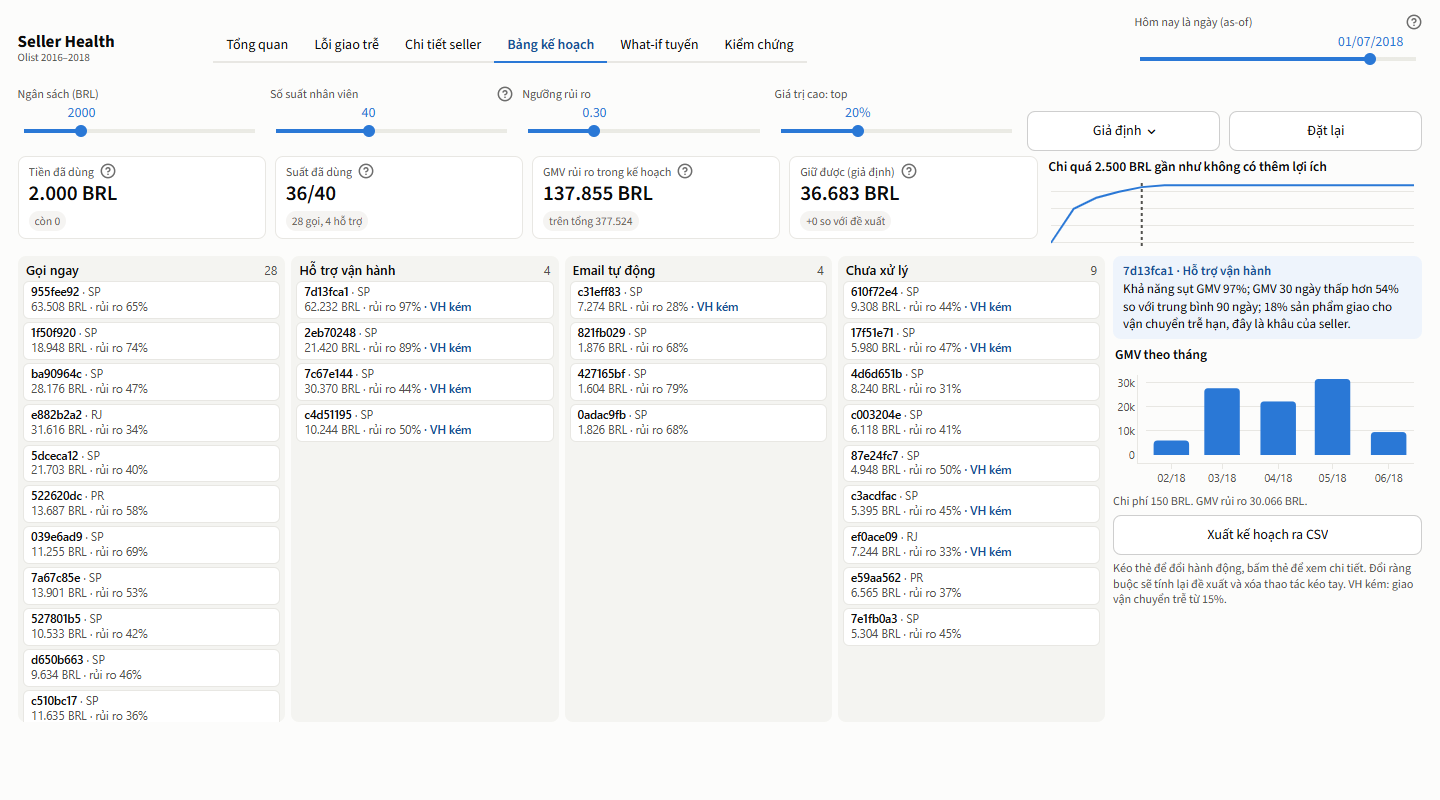 Hôm nay là ngày (as-of)
01/07/2018
Seller Health
Olist 2016–2018
Tổng quan
Lỗi giao trễ
Chi tiết seller
Bảng kế hoạch
What-if tuyến
Kiểm chứng
Ngân sách (BRL)
2000
Số suất nhân viên
40
Ngưỡng rủi ro
0.30
Giá trị cao: top
20%
Giả định
Đặt lại
Tiền đã dùng
2.000 BRL
còn 0
Suất đã dùng
36/40
28 gọi, 4 hỗ trợ
GMV rủi ro trong kế hoạch
137.855 BRL
trên tổng 377.524
Giữ được (giả định)
36.683 BRL
+0 so với đề xuất
Chi quá 2.500 BRL gần như không có thêm lợi ích
Gọi ngay 28
955fee92 · SP
63.508 BRL · rủi ro 65%
1f50f920 · SP
18.948 BRL · rủi ro 74%
ba90964c · SP
28.176 BRL · rủi ro 47%
e882b2a2 · RJ
31.616 BRL · rủi ro 34%
5dceca12 · SP
21.703 BRL · rủi ro 40%
522620dc · PR
13.687 BRL · rủi ro 58%
039e6ad9 · SP
11.255 BRL · rủi ro 69%
7a67c85e · SP
13.901 BRL · rủi ro 53%
527801b5 · SP
10.533 BRL · rủi ro 42%
d650b663 · SP
9.634 BRL · rủi ro 46%
c510bc17 · SP
11.635 BRL · rủi ro 36%
Hỗ trợ vận hành 4
7d13fca1 · SP
62.232 BRL · rủi ro 97% · VH kém
2eb70248 · SP
21.420 BRL · rủi ro 89% · VH kém
7c67e144 · SP
30.370 BRL · rủi ro 44% · VH kém
c4d51195 · SP
10.244 BRL · rủi ro 50% · VH kém
Email tự động 4
c31eff83 · SP
7.274 BRL · rủi ro 28% · VH kém
821fb029 · SP
1.876 BRL · rủi ro 68%
427165bf · SP
1.604 BRL · rủi ro 79%
0adac9fb · SP
1.826 BRL · rủi ro 68%
Chưa xử lý 9
610f72e4 · SP
9.308 BRL · rủi ro 44% · VH kém
17f51e71 · SP
5.980 BRL · rủi ro 47% · VH kém
4d6d651b · SP
8.240 BRL · rủi ro 31%
c003204e · SP
6.118 BRL · rủi ro 41%
87e24fc7 · SP
4.948 BRL · rủi ro 50% · VH kém
c3acdfac · SP
5.395 BRL · rủi ro 45% · VH kém
ef0ace09 · RJ
7.244 BRL · rủi ro 33% · VH kém
e59aa562 · PR
6.565 BRL · rủi ro 37%
7e1fb0a3 · SP
5.304 BRL · rủi ro 45%
7d13fca1 · Hỗ trợ vận hành
Khả năng sụt GMV 97%; GMV 30 ngày thấp hơn 54%
so với trung bình 90 ngày; 18% sản phẩm giao cho
vận chuyển trễ hạn, đây là khâu của seller.
GMV theo tháng
30k
20k
10k
0
02/18 03/18 04/18 05/18 06/18
Chi phí 150 BRL. GMV rủi ro 30.066 BRL.
Xuất kế hoạch ra CSV
Kéo thẻ để đổi hành động, bấm thẻ để xem chi tiết. Đổi ràng
buộc sẽ tính lại đề xuất và xóa thao tác kéo tay. VH kém: giao
vận chuyển trễ từ 15%.